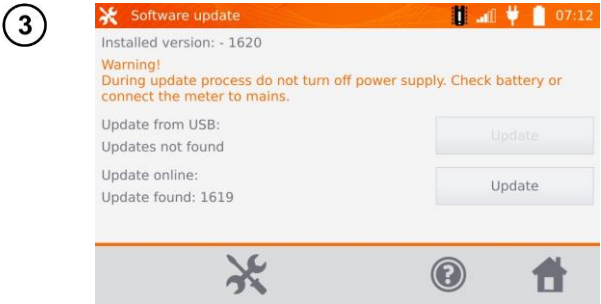 3
Software update
07:12
Installed version: - 1620
Warning!
During update process do not turn off power supply. Check battery or
connect the meter to mains.
Update from USB:
Update
Updates not found
Update online:
Update
Update found: 1619
?